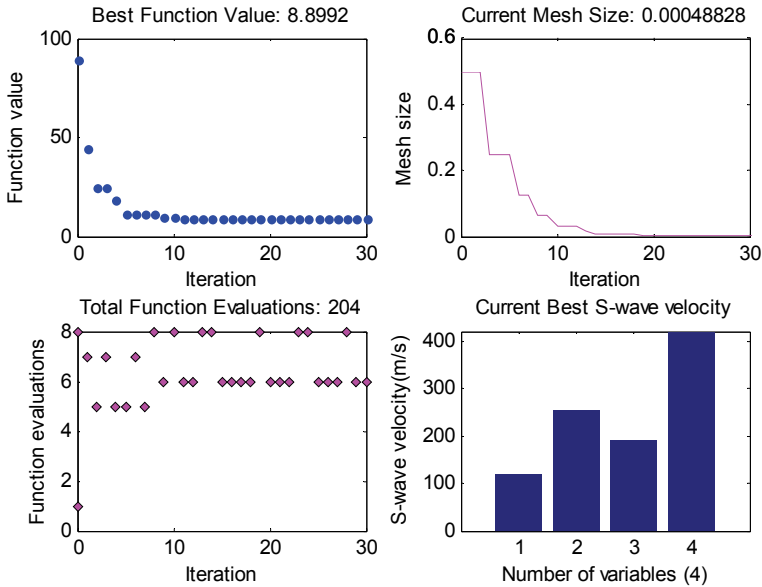 Best Function Value: 8.8992
100
50
0
Function value
0 10 20 30
Iteration
Current Mesh Size: 0.00048828
0.6
0.4
0.2
0
Mesh size
0 10 20 30
Iteration
Total Function Evaluations: 204
8
6
4
2
0
Function evaluations
0 10 20 30
Iteration
Current Best S-wave velocity
400
300
200
100
0
S-wave velocity(m/s)
1 2 3 4
Number of variables (4)